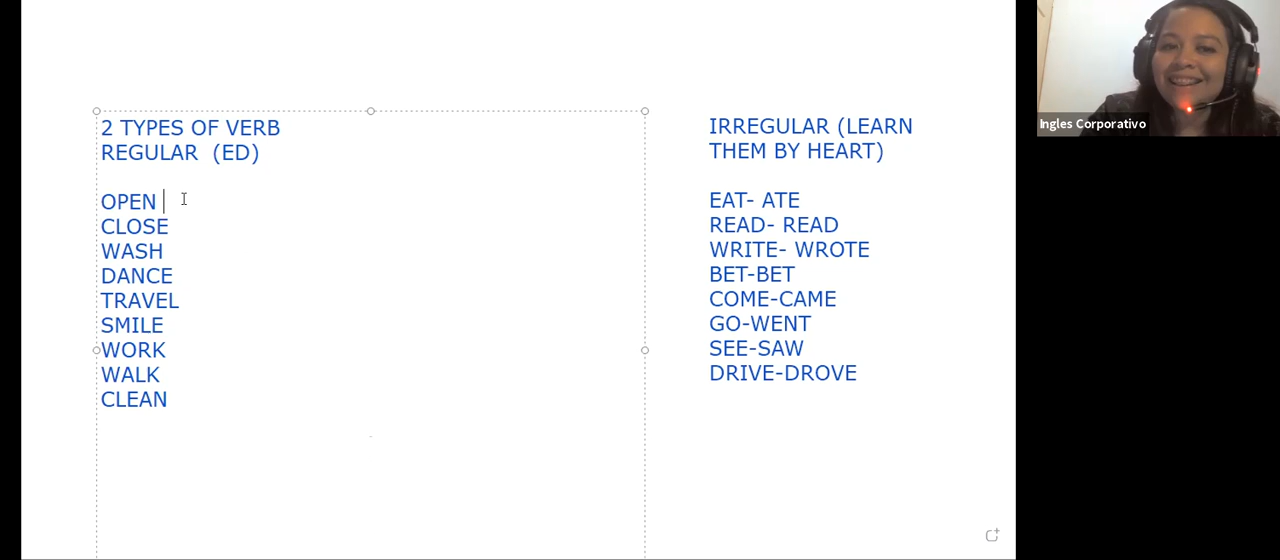 2 TYPES OF VERB
REGULAR (ED)
OPEN
CLOSE
WASH
DANCE
TRAVEL
SMILE
WORK
WALK
CLEAN
IRREGULAR (LEARN
THEM BY HEART)
EAT- ATE
READ- READ
WRITE- WROTE
BET-BET
COME-CAME
GO-WENT
SEE-SAW
DRIVE-DROVE
Ingles Corporativo